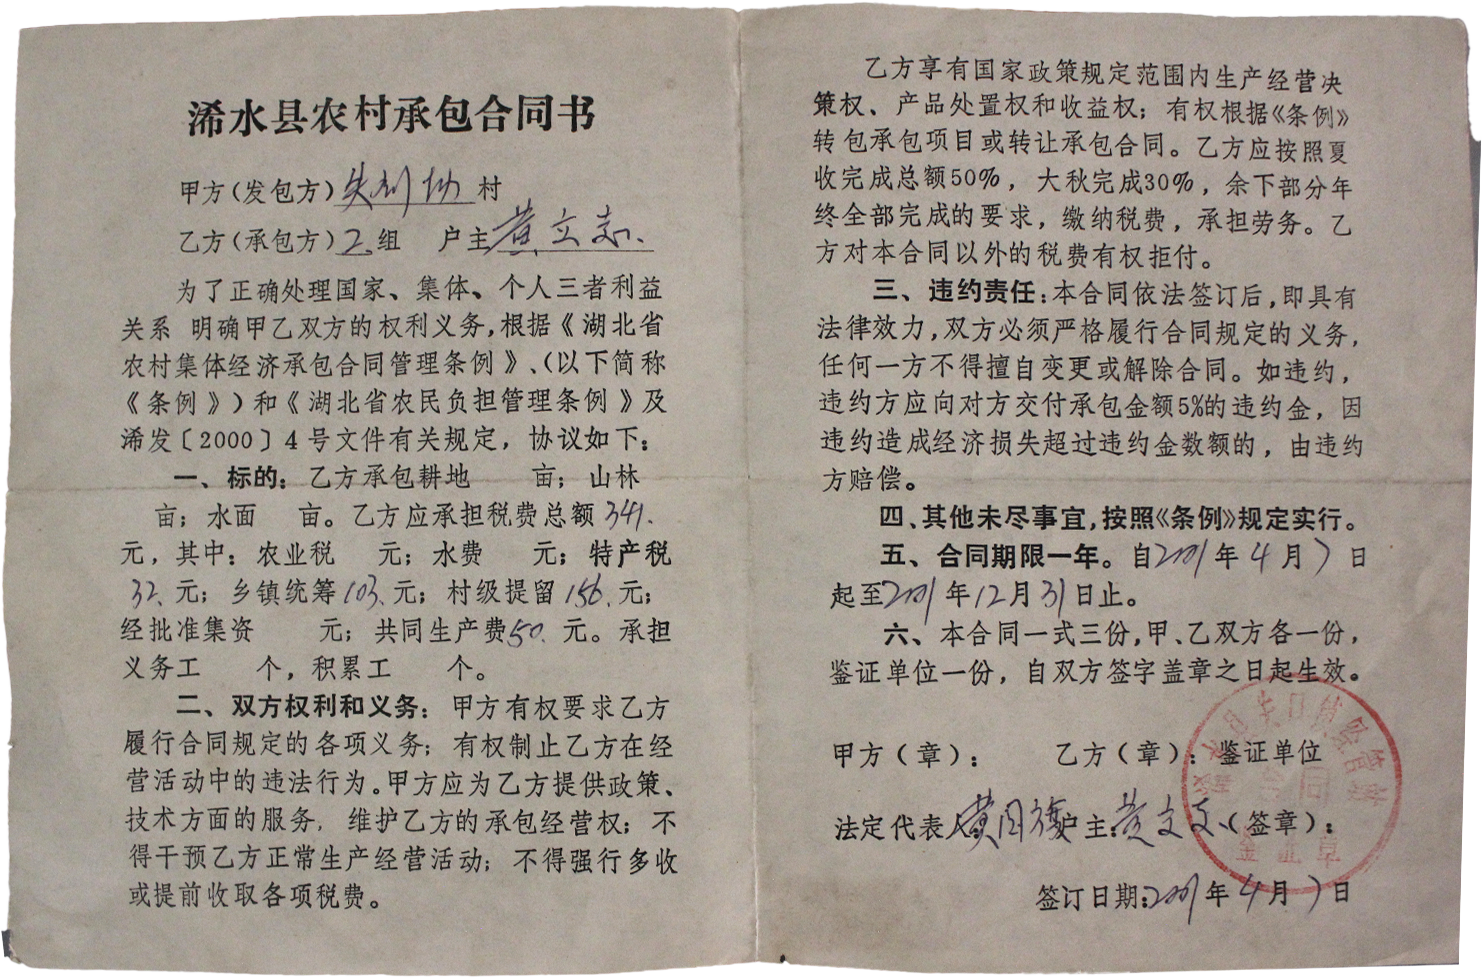 浠水县农村承包合同书
甲方(发包方) 村
乙方(承包方)2组 户主黄立志
为了正确处理国家、集体、个人三者利益
关系 明确甲乙双方的权利义务,根据《湖北省
农村集体经济承包合同管理条例》、(以下简称
《条例》)和《湖北省农民负担管理条例》及
浠发〔2000〕4号文件有关规定,协议如下:
一、标的:乙方承包耕地 亩;山林
亩;水面 亩。乙方应承担税费总额341.
元,其中:农业税 元;水费 元;特产税
32.元;乡镇统筹103.元;村级提留156.元;
经批准集资 元;共同生产费50.元。承担
义务工 个,积累工 个。
二、双方权利和义务:甲方有权要求乙方
履行合同规定的各项义务;有权制止乙方在经
营活动中的违法行为。甲方应为乙方提供政策、
技术方面的服务,维护乙方的承包经营权;不
得干预乙方正常生产经营活动;不得强行多收
或提前收取各项税费。
乙方享有国家政策规定范围内生产经营决
策权、产品处置权和收益权;有权根据《条例》
转包承包项目或转让承包合同。乙方应按照夏
收完成总额50%,大秋完成30%,余下部分年
终全部完成的要求,缴纳税费,承担劳务。乙
方对本合同以外的税费有权拒付。
三、违约责任:本合同依法签订后,即具有
法律效力,双方必须严格履行合同规定的义务,
任何一方不得擅自变更或解除合同。如违约,
违约方应向对方交付承包金额5%的违约金,因
违约造成经济损失超过违约金数额的,由违约
方赔偿。
四、其他未尽事宜,按照《条例》规定实行。
五、合同期限一年。自2001年4月7日
起至2001年12月31日止。
六、本合同一式三份,甲、乙双方各一份,
鉴证单位一份,自双方签字盖章之日起生效。
甲方(章): 乙方(章):鉴证单位
法定代表人:黄 户主:黄立志(签章):
合同
鉴证章
签订日期:2001年4月7日